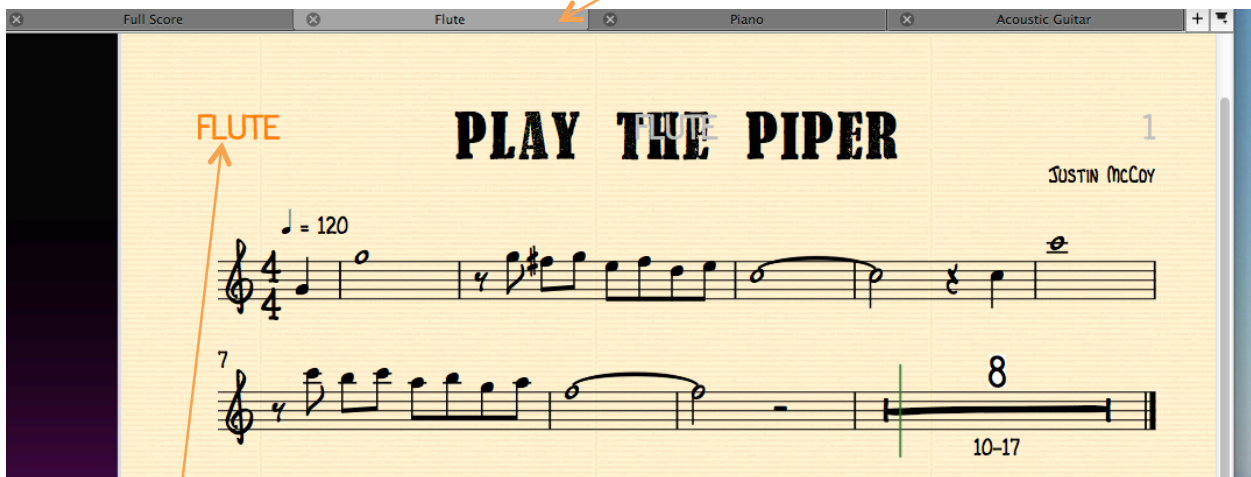 Full Score Flute Piano Acoustic Guitar +
FLUTE PLAY THE PIPER FLUTE 1
JUSTIN MCCOY
♩ = 120
4
4
7
8
10-17